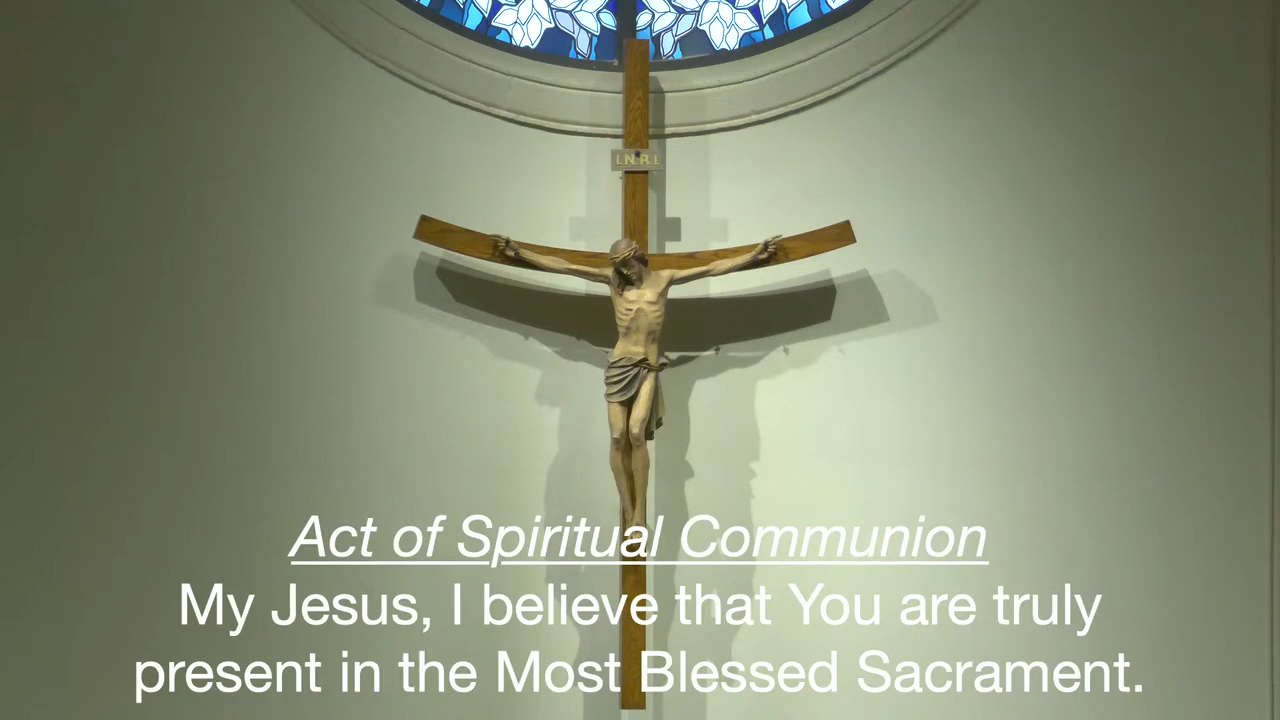 I.N.R.I.
Act of Spiritual Communion
My Jesus, I believe that You are truly
present in the Most Blessed Sacrament.